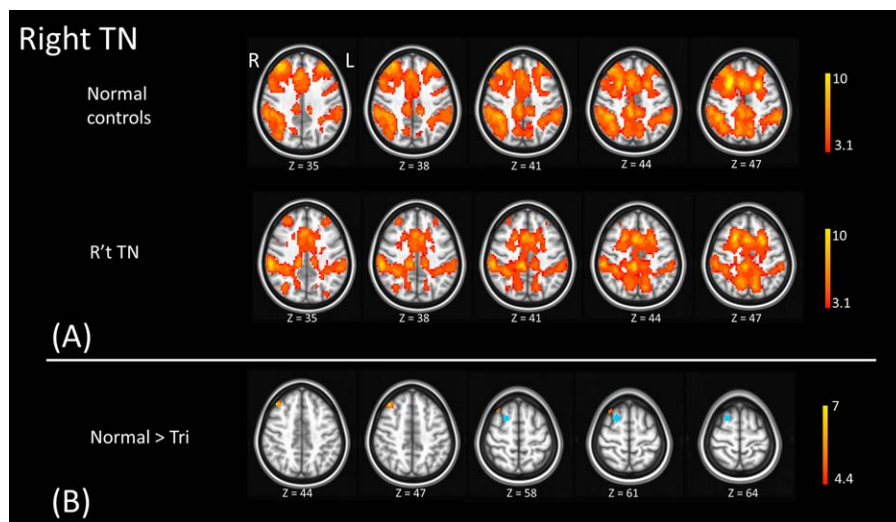 Right TN
R L
Normal
controls
10
3.1
Z = 35 Z = 38 Z = 41 Z = 44 Z = 47
R't TN
10
3.1
Z = 35 Z = 38 Z = 41 Z = 44 Z = 47
(A)
Normal > Tri
7
4.4
Z = 44 Z = 47 Z = 58 Z = 61 Z = 64
(B)